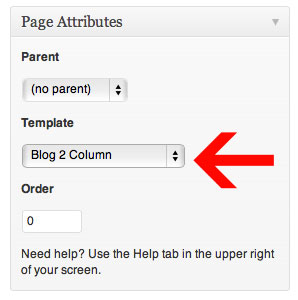 Page Attributes
Parent
(no parent)
Template
Blog 2 Column
Order
0
Need help? Use the Help tab in the upper right
of your screen.